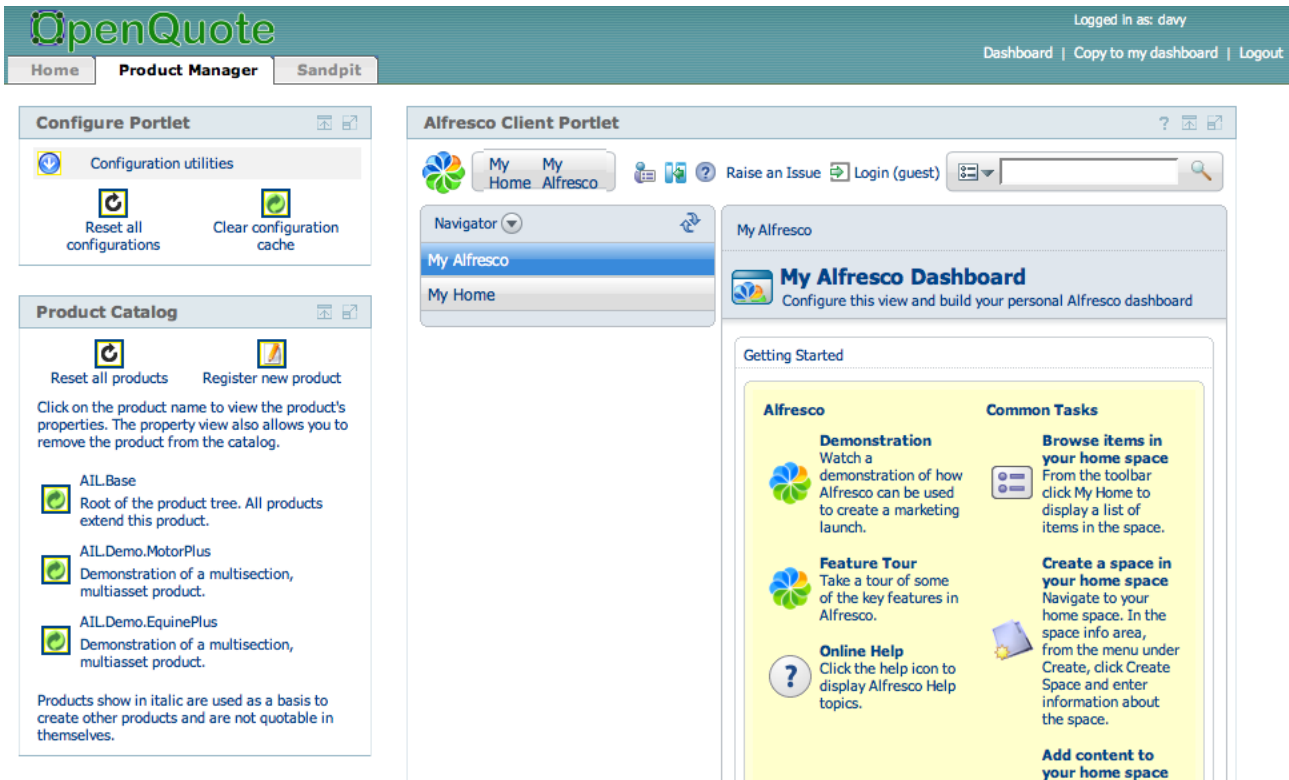 OpenQuote
Logged in as: davy
Dashboard | Copy to my dashboard | Logout
Home
Product Manager
Sandpit
Configure Portlet
Configuration utilities
Reset all
configurations
Clear configuration
cache
Product Catalog
Reset all products
Register new product
Click on the product name to view the product's
properties. The property view also allows you to
remove the product from the catalog.
AIL.Base
Root of the product tree. All products
extend this product.
AIL.Demo.MotorPlus
Demonstration of a multisection,
multiasset product.
AIL.Demo.EquinePlus
Demonstration of a multisection,
multiasset product.
Products show in italic are used as a basis to
create other products and are not quotable in
themselves.
Alfresco Client Portlet
?
My
Home
My
Alfresco
?
Raise an Issue
Login (guest)
Navigator
My Alfresco
My Home
My Alfresco
My Alfresco Dashboard
Configure this view and build your personal Alfresco dashboard
Getting Started
Alfresco
Demonstration
Watch a
demonstration of how
Alfresco can be used
to create a marketing
launch.
Feature Tour
Take a tour of some
of the key features in
Alfresco.
?
Online Help
Click the help icon to
display Alfresco Help
topics.
Common Tasks
Browse items in
your home space
From the toolbar
click My Home to
display a list of
items in the space.
Create a space in
your home space
Navigate to your
home space. In the
space info area,
from the menu under
Create, click Create
Space and enter
information about
the space.
Add content to
your home space